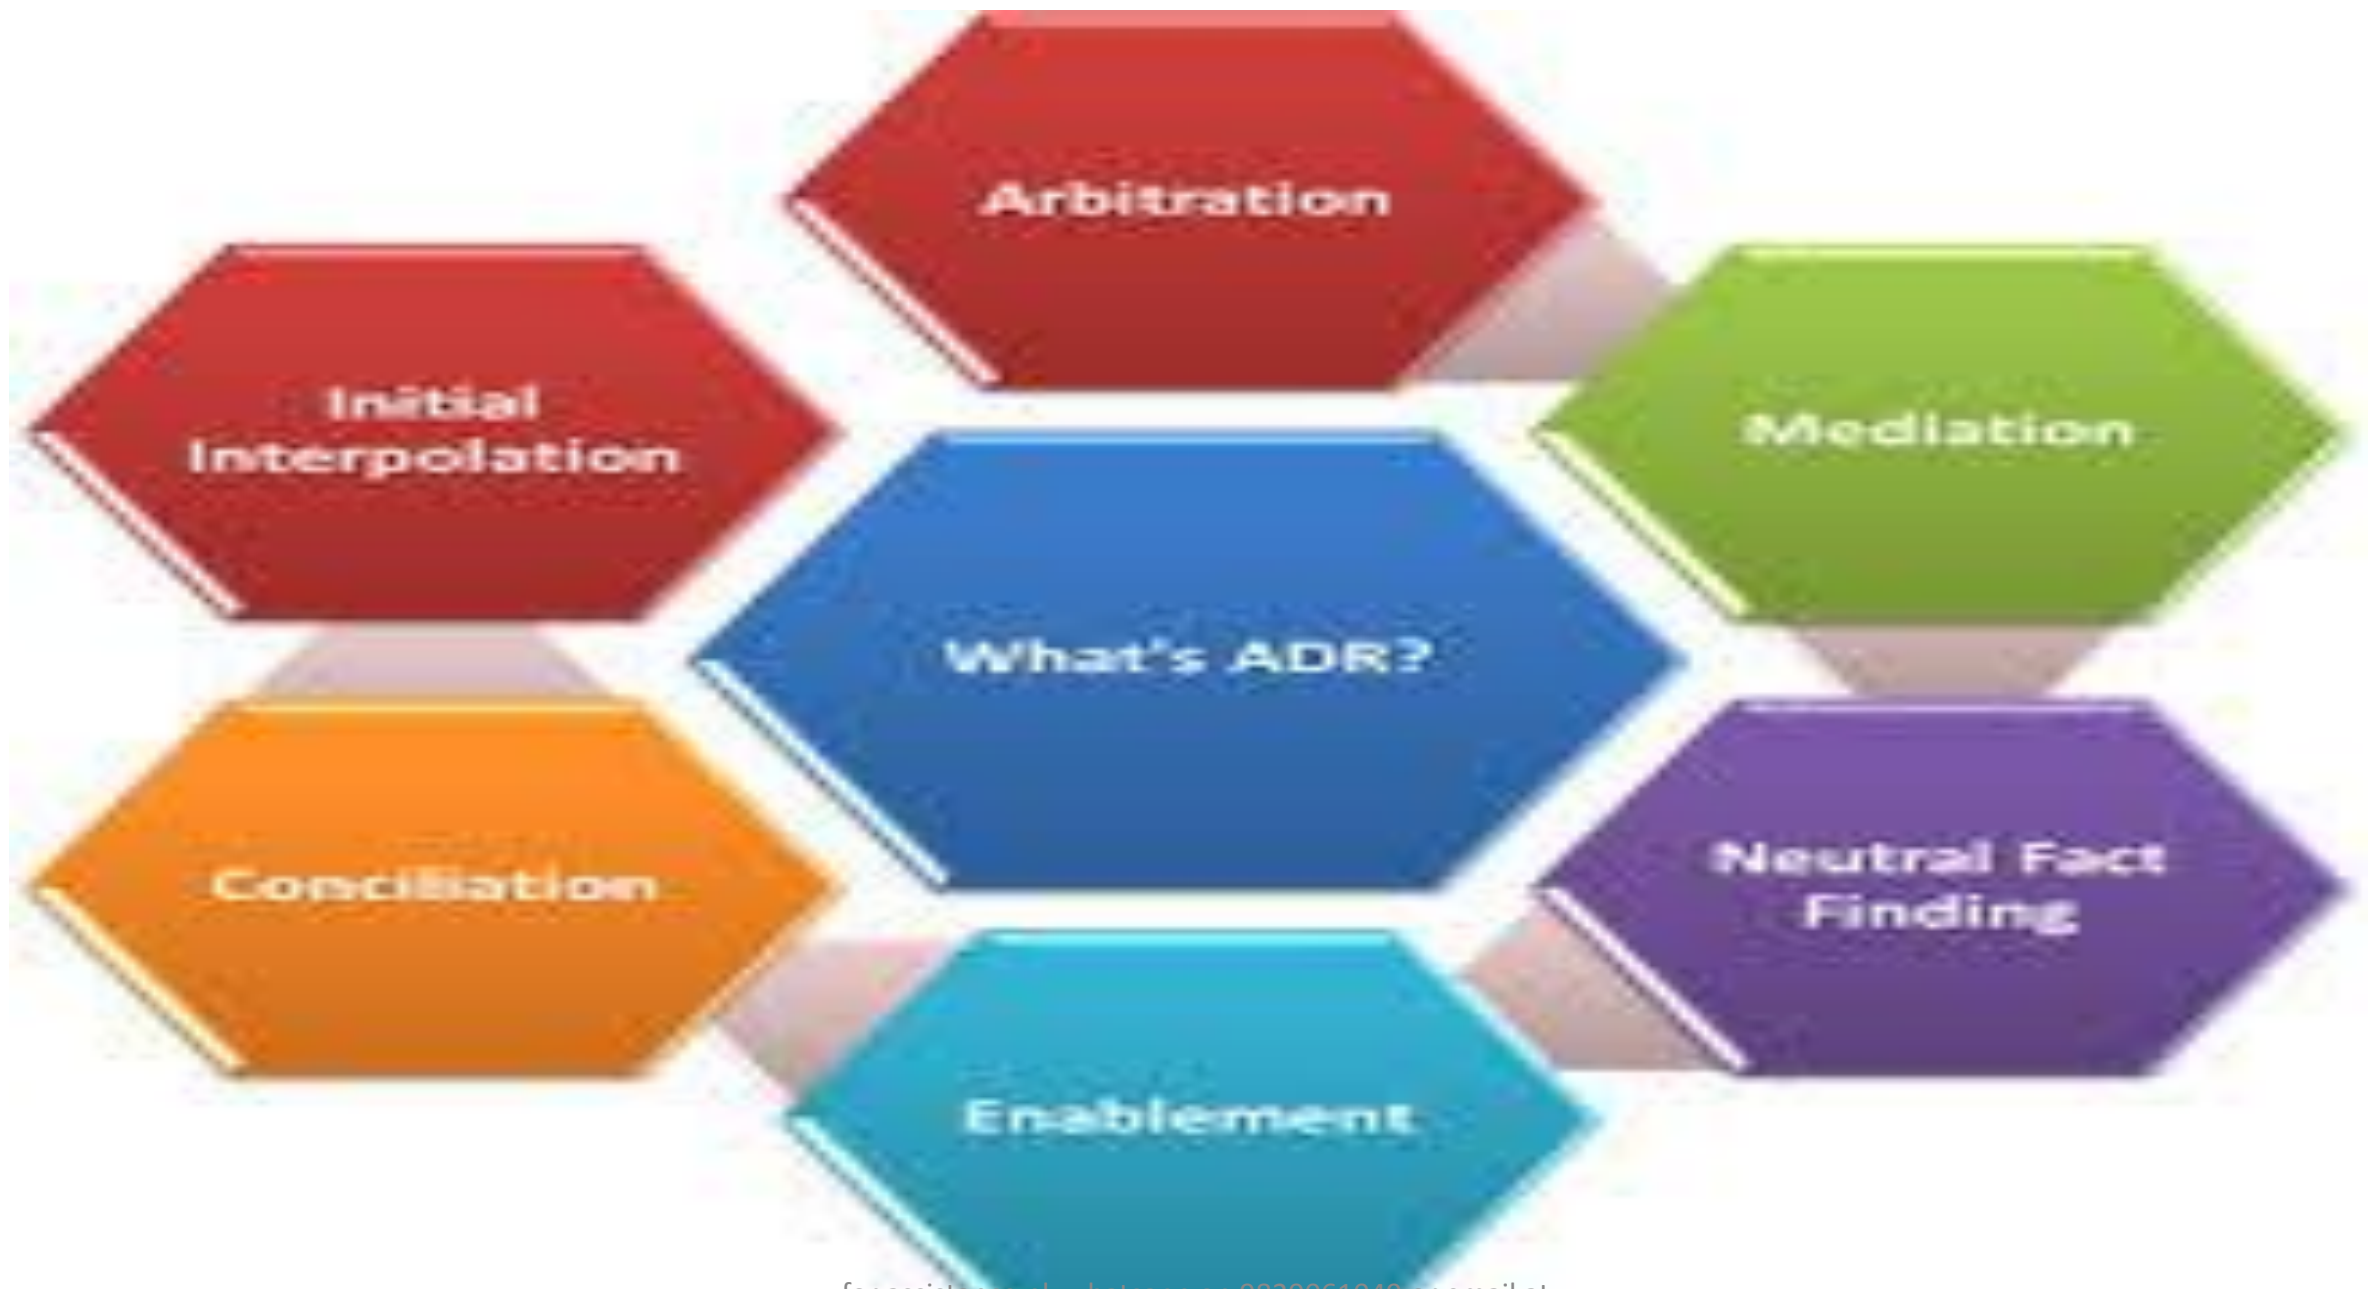 Arbitration
Initial
Interpolation
Mediation
What's ADR?
Conciliation
Neutral Fact
Finding
Enablement